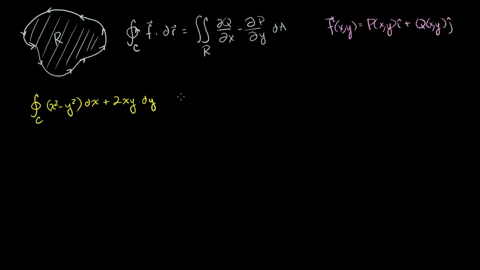 R
∮_C f⃗ · dr⃗ = ∬_R ∂Q/∂x − ∂P/∂y dA
f⃗(x,y) = P(x,y)î + Q(x,y)ĵ
∮_C (x² − y²) dx + 2xy dy